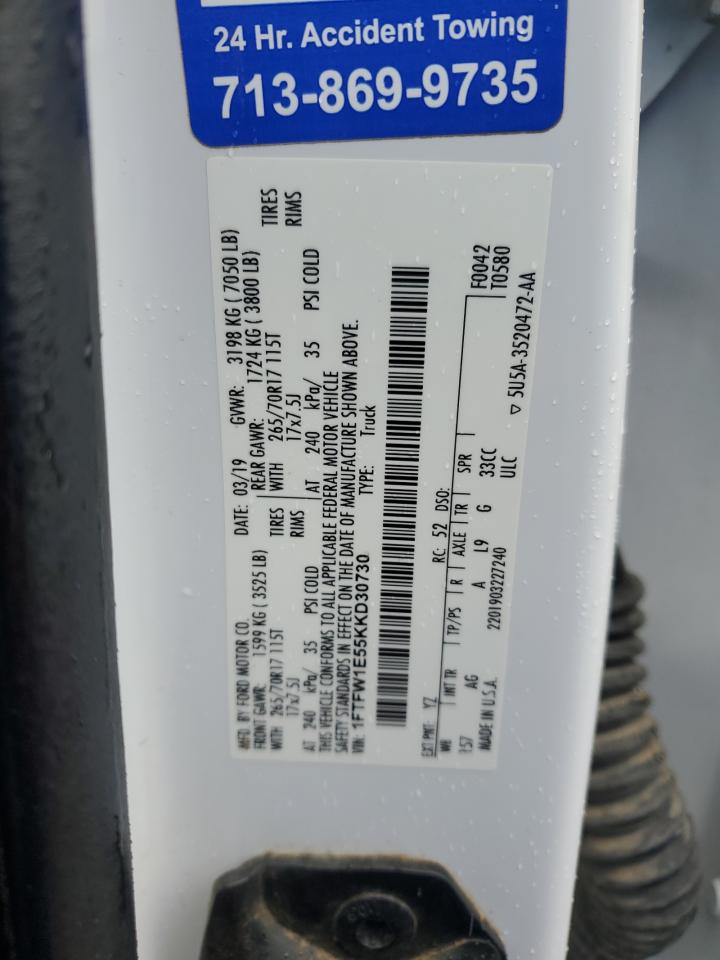 24 Hr. Accident Towing
713-869-9735
MFD. BY FORD MOTOR CO.
DATE: 03/19 GVWR: 3198 KG ( 7050 LB)
FRONT GAWR: 1599 KG ( 3525 LB) REAR GAWR: 1724 KG ( 3800 LB)
WITH 265/70R17 115T TIRES WITH 265/70R17 115T TIRES
17x7.5J RIMS 17x7.5J RIMS
AT 240 kPa/ 35 PSI COLD AT 240 kPa/ 35 PSI COLD
THIS VEHICLE CONFORMS TO ALL APPLICABLE FEDERAL MOTOR VEHICLE
SAFETY STANDARDS IN EFFECT ON THE DATE OF MANUFACTURE SHOWN ABOVE.
VIN: 1FTFW1E55KKD30730 TYPE: Truck
EXT PNT: YZ RC: 52 DSO: F0042
T0580
WB INT TR TP/PS R AXLE TR SPR
157 AG A L9 G 33CC
MADE IN U.S.A. 2201903227240 ULC
▽ 5U5A-3520472-AA